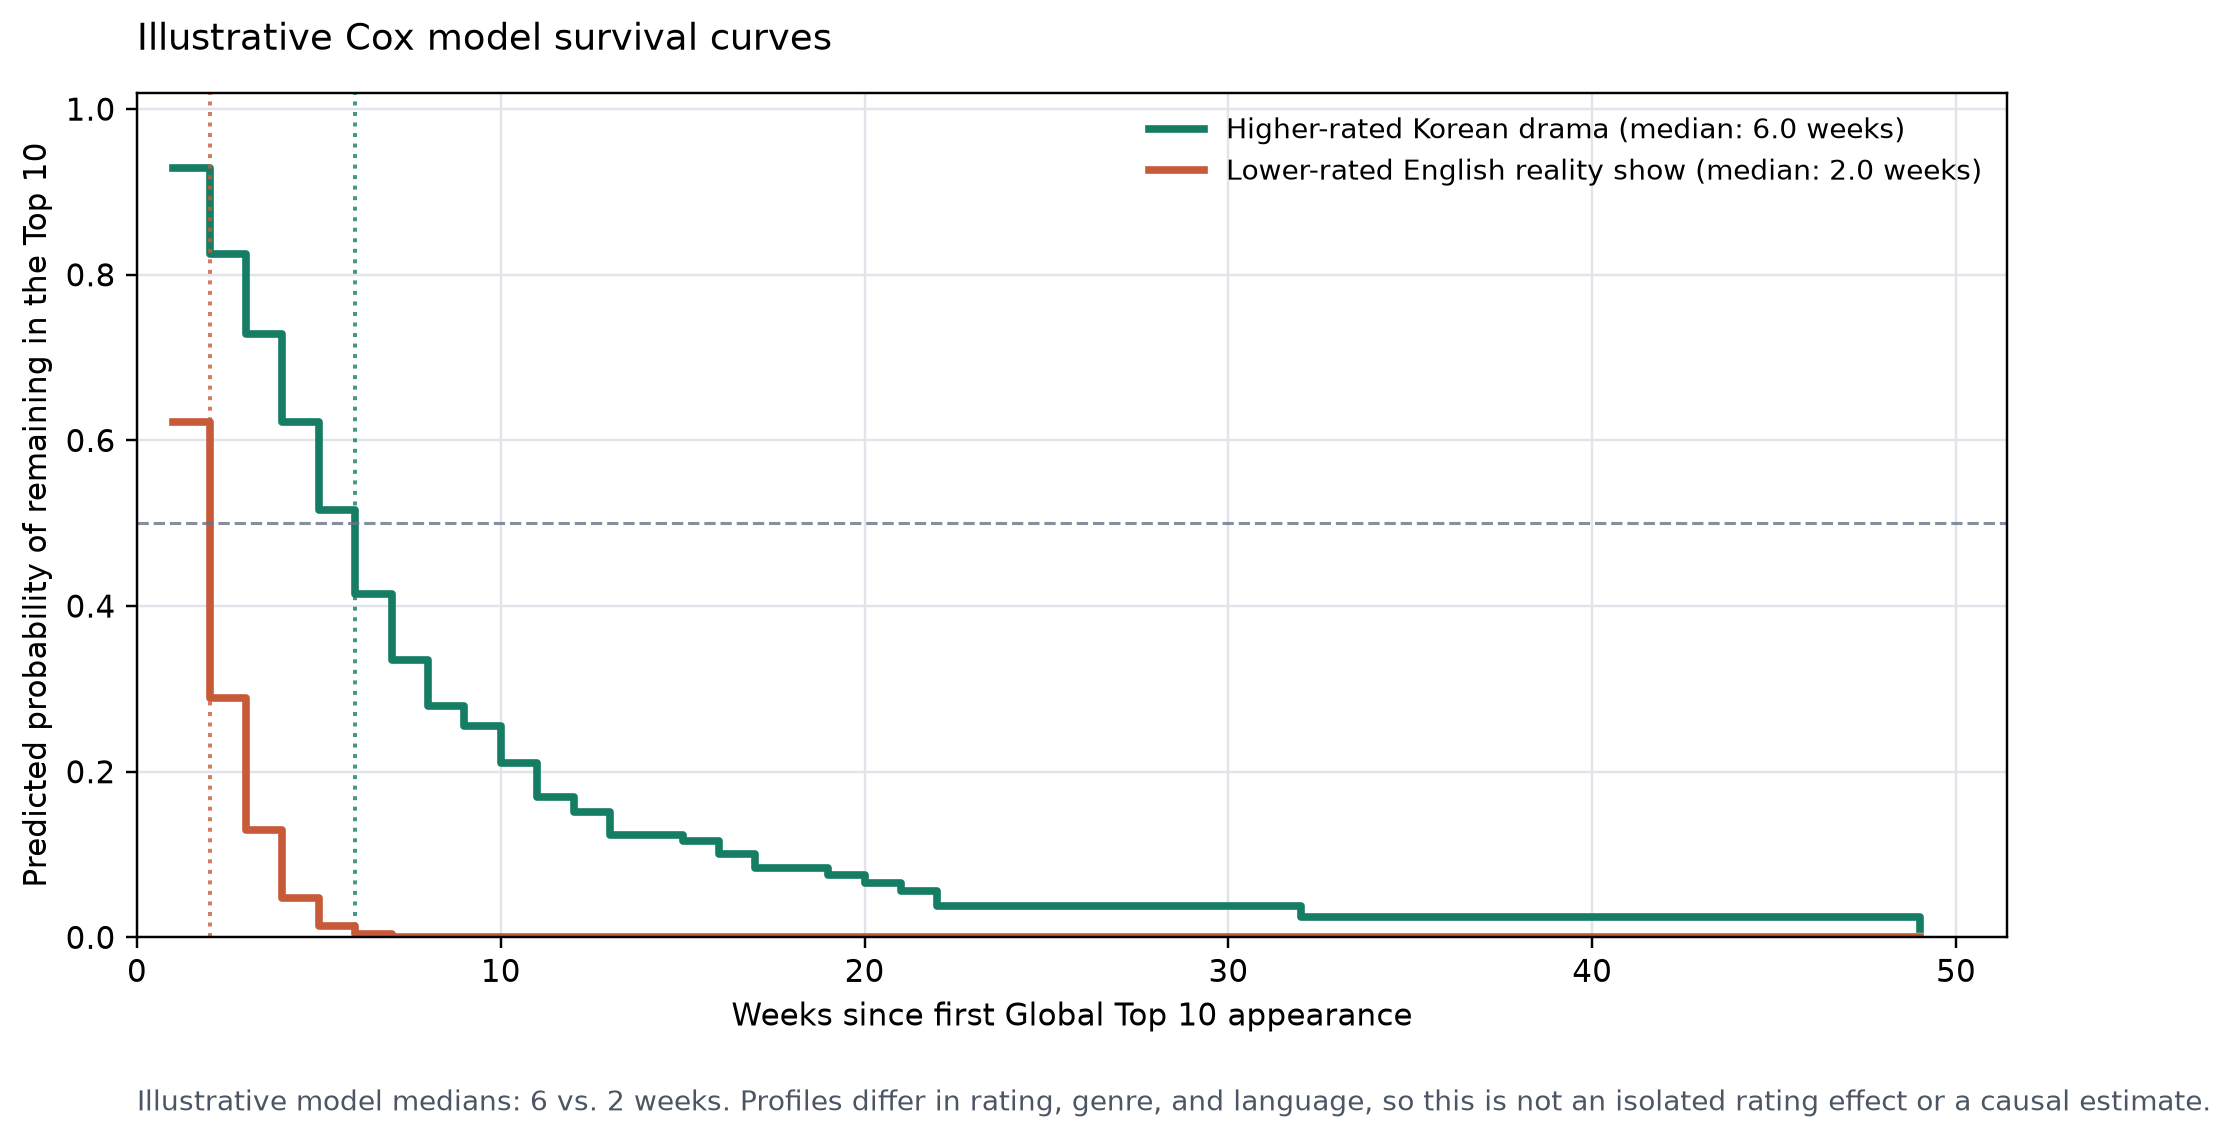 Illustrative Cox model survival curves
Higher-rated Korean drama (median: 6.0 weeks)
Lower-rated English reality show (median: 2.0 weeks)
Predicted probability of remaining in the Top 10
1.0
0.8
0.6
0.4
0.2
0.0
0 10 20 30 40 50
Weeks since first Global Top 10 appearance
Illustrative model medians: 6 vs. 2 weeks. Profiles differ in rating, genre, and language, so this is not an isolated rating effect or a causal estimate.